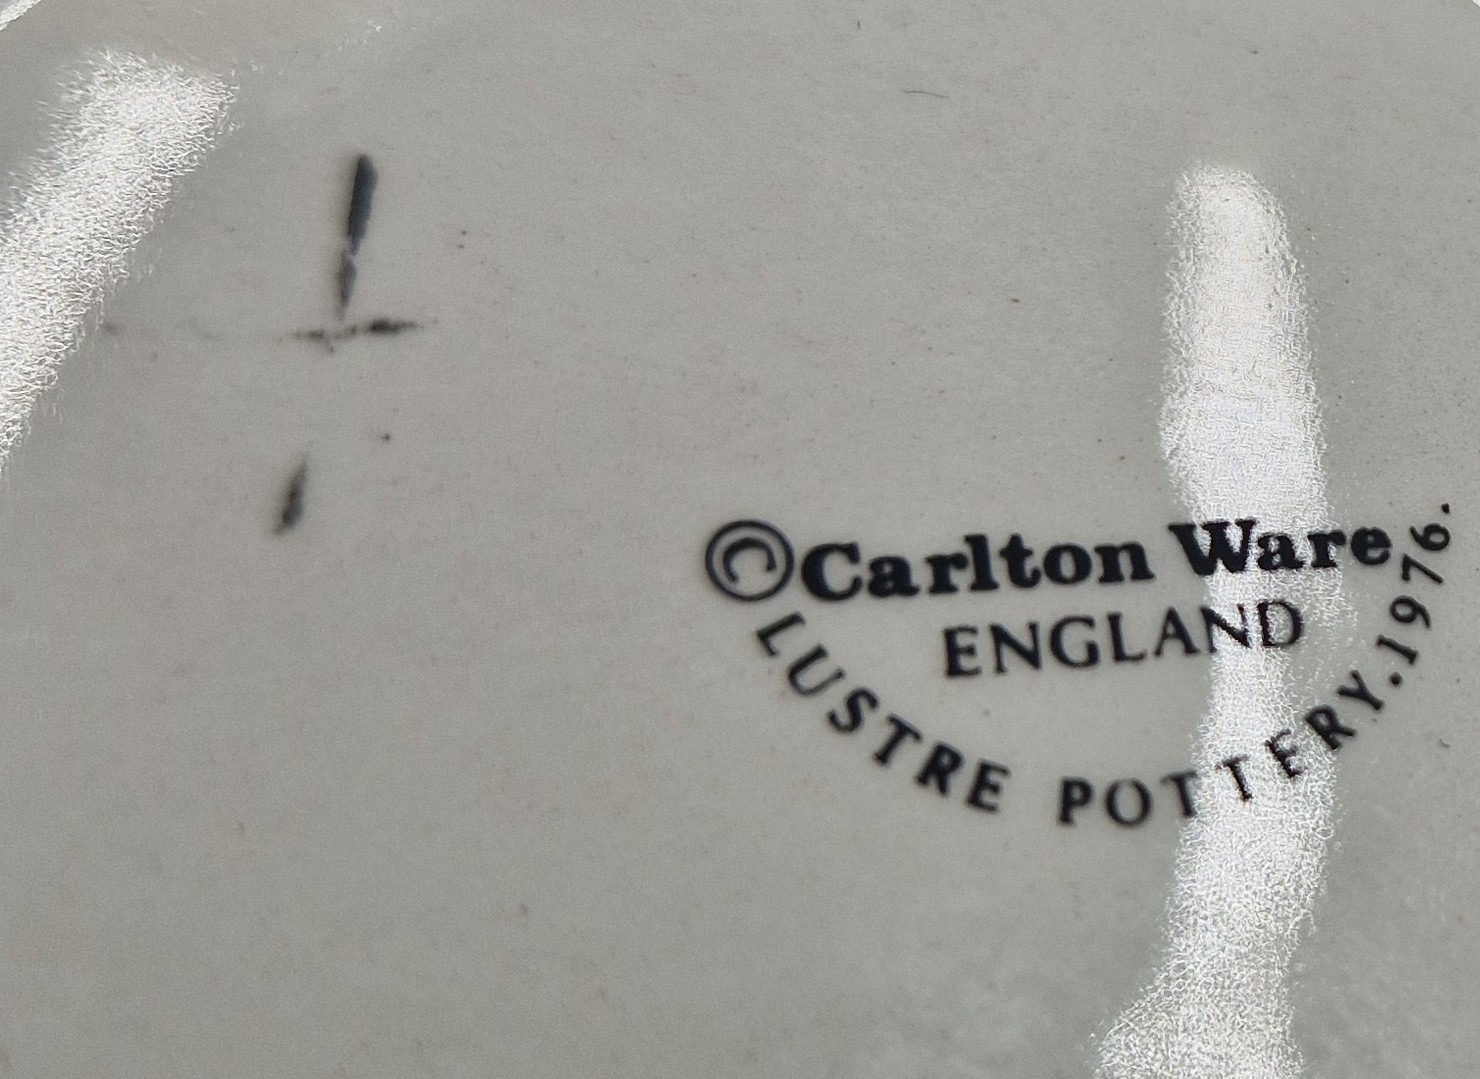 ©Carlton Ware
ENGLAND
LUSTRE POTTERY.1976.